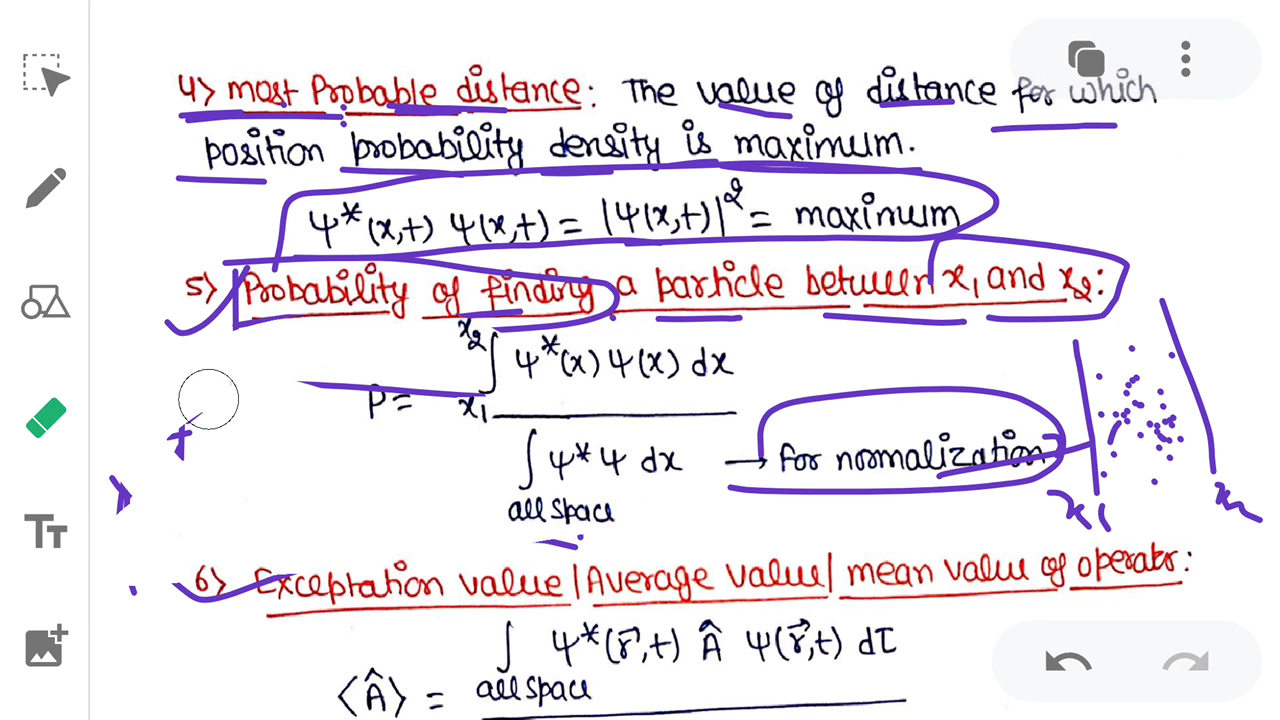 4> most Probable distance: The value of distance for which
position probability density is maximum.
Ψ*(x,t) Ψ(x,t) = |Ψ(x,t)|² = maximum
5> Probability of finding a particle between x₁ and x₂:
x₂
∫ Ψ*(x) Ψ(x) dx
P = x₁
∫ Ψ* Ψ dx → for normalization
all space
x₁
6> Exceptation value/Average value/mean value of operator:
∫ Ψ*(r⃗,t) Â Ψ(r⃗,t) dτ
⟨Â⟩ = all space
TT